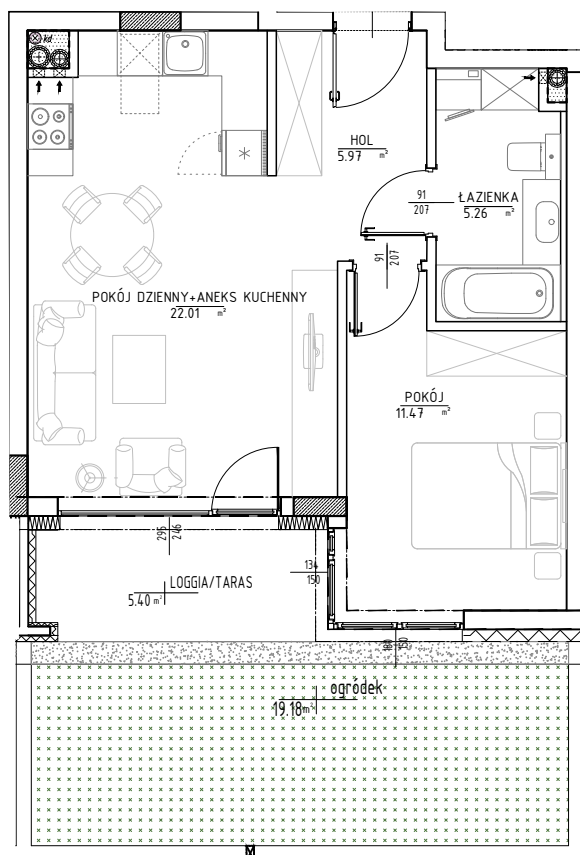 kd
HOL
5.97 m²
91
207
ŁAZIENKA
5.26 m²
91
207
POKÓJ DZIENNY+ANEKS KUCHENNY
22.01 m²
POKÓJ
11.47 m²
295
246
134
150
LOGGIA/TARAS
5.40 m²
180
150
ogródek
19.18 m²